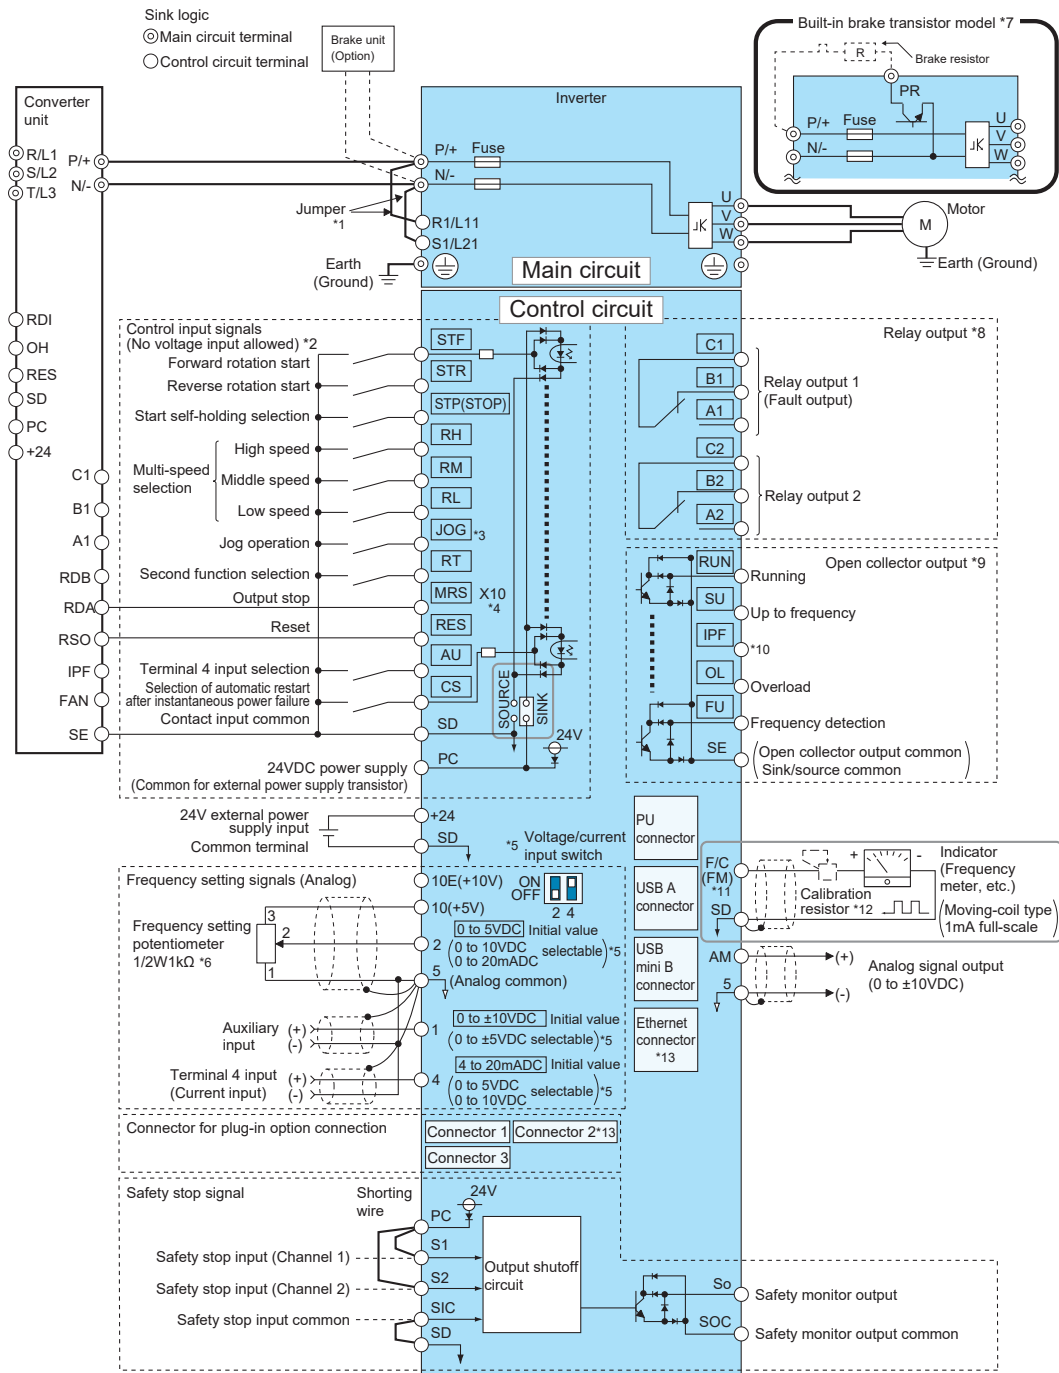 Sink logic
Main circuit terminal
Control circuit terminal
Brake unit
(Option)
Built-in brake transistor model *7
R
Brake resistor
PR
P/+
Fuse
N/-
U
V
W
Converter
unit
R/L1
S/L2
T/L3
P/+
N/-
Inverter
P/+
Fuse
N/-
Jumper
*1
R1/L11
S1/L21
Earth
(Ground)
U
V
W
Motor
M
Earth (Ground)
Main circuit
Control circuit
RDI
OH
RES
SD
PC
+24
C1
B1
A1
RDB
RDA
RSO
IPF
FAN
SE
Control input signals
(No voltage input allowed) *2
Forward rotation start
Reverse rotation start
Start self-holding selection
Multi-speed
selection
High speed
Middle speed
Low speed
Jog operation
Second function selection
Output stop
Reset
Terminal 4 input selection
Selection of automatic restart
after instantaneous power failure
Contact input common
24VDC power supply
(Common for external power supply transistor)
STF
STR
STP(STOP)
RH
RM
RL
JOG *3
RT
MRS X10
*4
RES
AU
CS
SD
PC
SOURCE
SINK
24V
Relay output *8
C1
B1
A1
Relay output 1
(Fault output)
C2
B2
A2
Relay output 2
Open collector output *9
RUN
Running
SU
Up to frequency
IPF
*10
OL
Overload
FU
Frequency detection
SE
(Open collector output common
Sink/source common)
24V external power
supply input
Common terminal
+24
SD
*5 Voltage/current
input switch
ON
OFF
2 4
Frequency setting signals (Analog)
Frequency setting
potentiometer
1/2W1kΩ *6
3
2
1
10E(+10V)
10(+5V)
2
0 to 5VDC Initial value
(0 to 10VDC
0 to 20mADC selectable)*5
5
(Analog common)
Auxiliary
input
(+)
(-)
1
0 to ±10VDC Initial value
(0 to ±5VDC selectable)*5
Terminal 4 input
(Current input)
(+)
(-)
4
4 to 20mADC Initial value
(0 to 5VDC
0 to 10VDC selectable)*5
PU
connector
USB A
connector
USB
mini B
connector
Ethernet
connector
*13
F/C
(FM)
*11
SD
+
-
Indicator
(Frequency
meter, etc.)
Calibration
resistor *12
(Moving-coil type
1mA full-scale)
AM
5
(+)
(-)
Analog signal output
(0 to ±10VDC)
Connector for plug-in option connection
Connector 1
Connector 2*13
Connector 3
Safety stop signal
Shorting
wire
24V
PC
S1
S2
SIC
SD
Safety stop input (Channel 1)
Safety stop input (Channel 2)
Safety stop input common
Output shutoff
circuit
So
Safety monitor output
SOC
Safety monitor output common